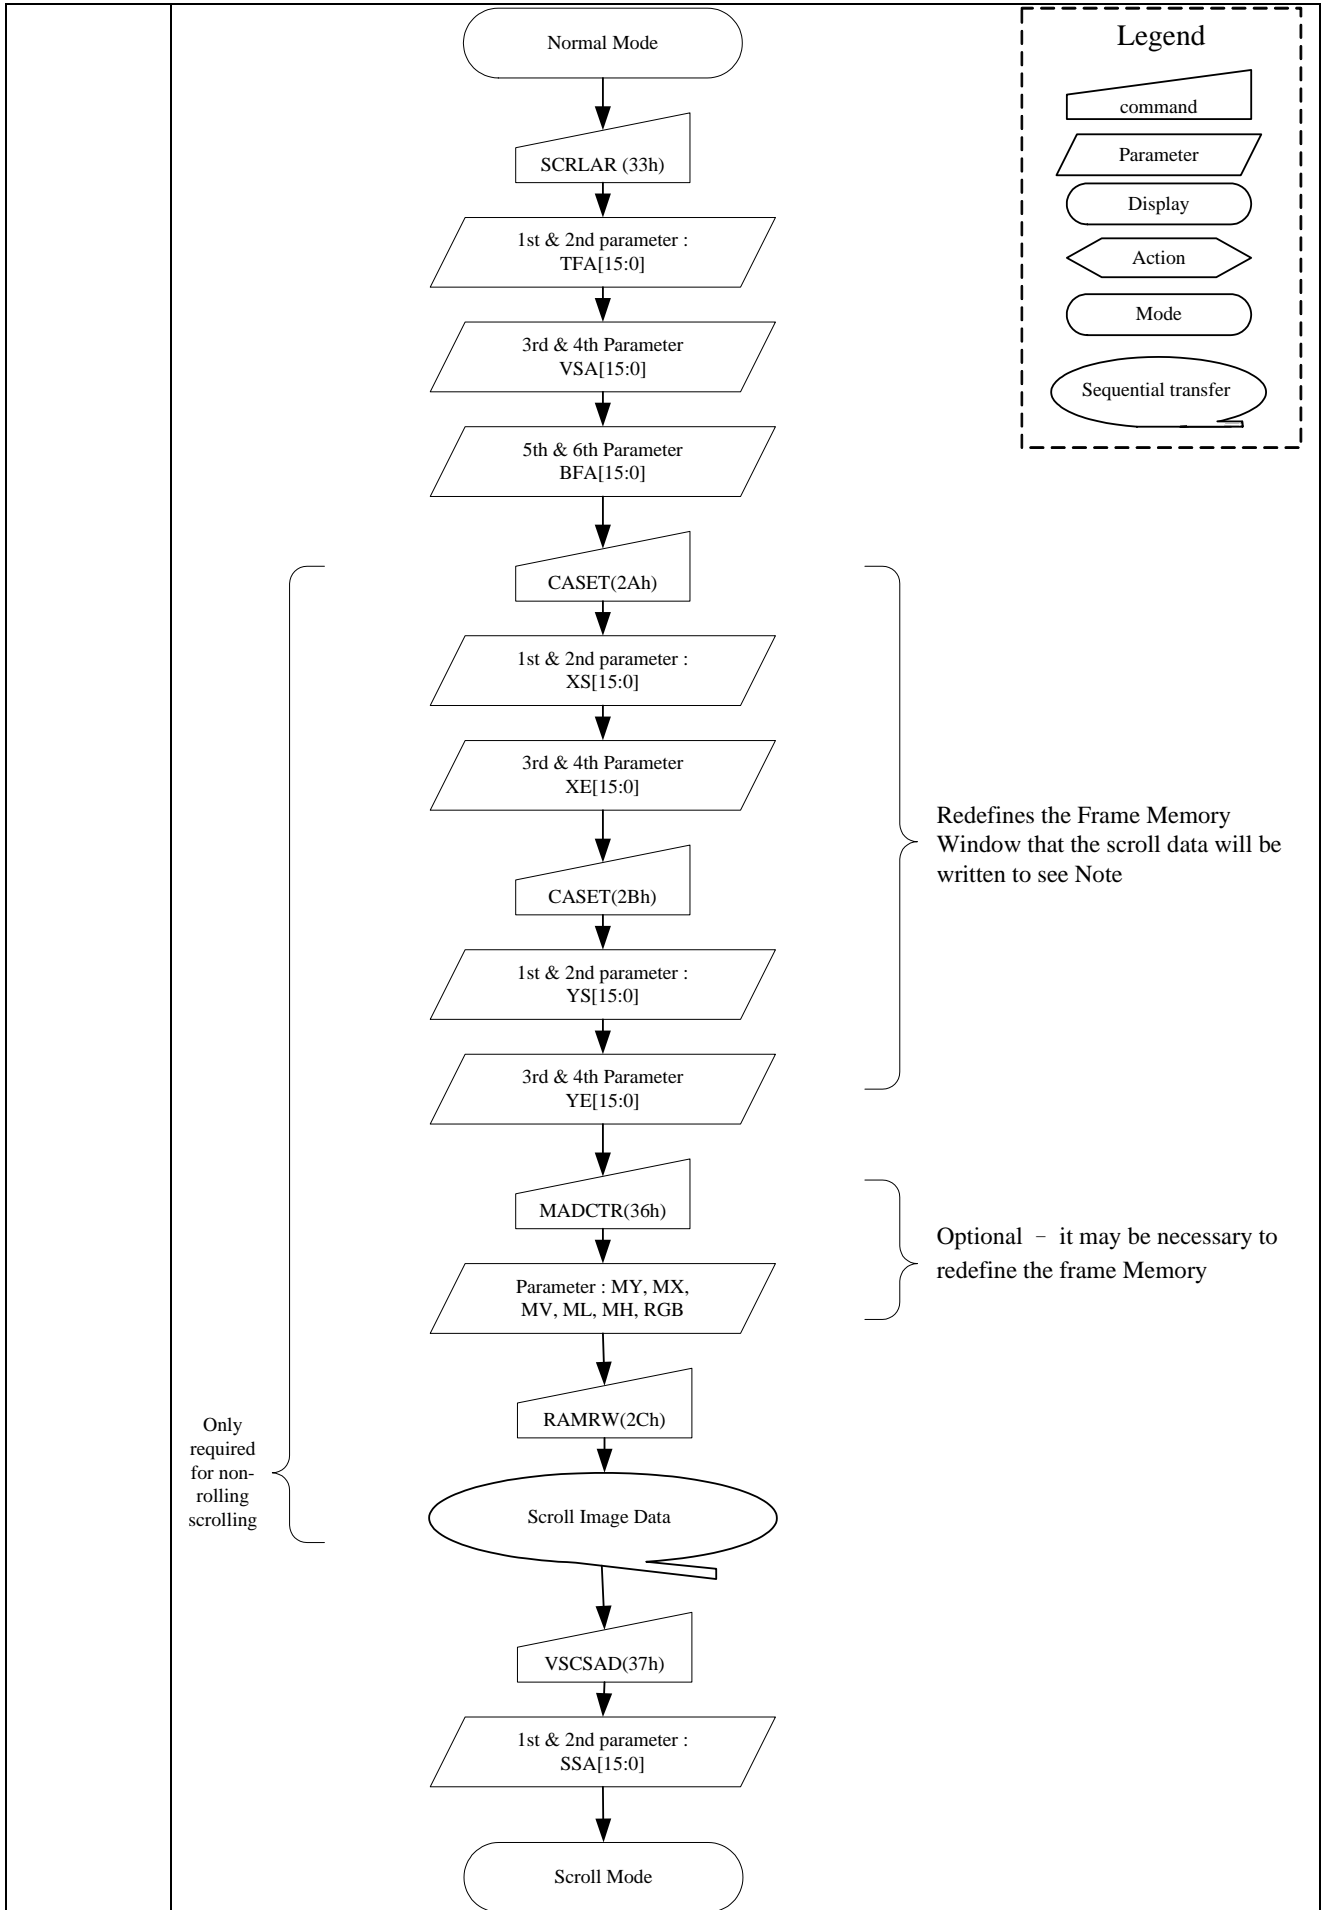 Normal Mode
SCRLAR (33h)
1st & 2nd parameter :
TFA[15:0]
3rd & 4th Parameter
VSA[15:0]
5th & 6th Parameter
BFA[15:0]
CASET(2Ah)
1st & 2nd parameter :
XS[15:0]
3rd & 4th Parameter
XE[15:0]
CASET(2Bh)
1st & 2nd parameter :
YS[15:0]
3rd & 4th Parameter
YE[15:0]
MADCTR(36h)
Parameter : MY, MX,
MV, ML, MH, RGB
RAMRW(2Ch)
Scroll Image Data
VSCSAD(37h)
1st & 2nd parameter :
SSA[15:0]
Scroll Mode
Only
required
for non-
rolling
scrolling
Redefines the Frame Memory
Window that the scroll data will be
written to see Note
Optional – it may be necessary to
redefine the frame Memory
Legend
command
Parameter
Display
Action
Mode
Sequential transfer